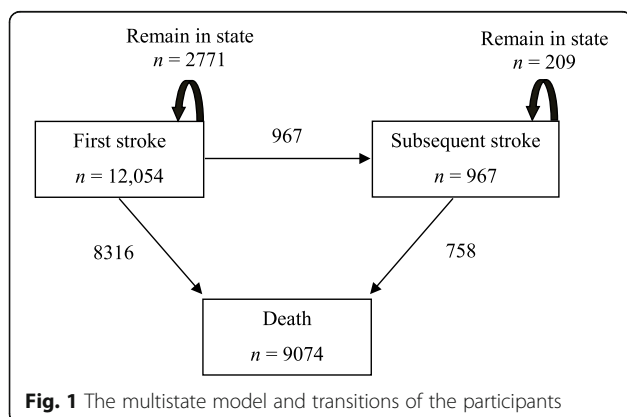 Remain in state
n = 2771
Remain in state
n = 209
First stroke
n = 12,054
967
Subsequent stroke
n = 967
8316
758
Death
n = 9074
Fig. 1 The multistate model and transitions of the participants